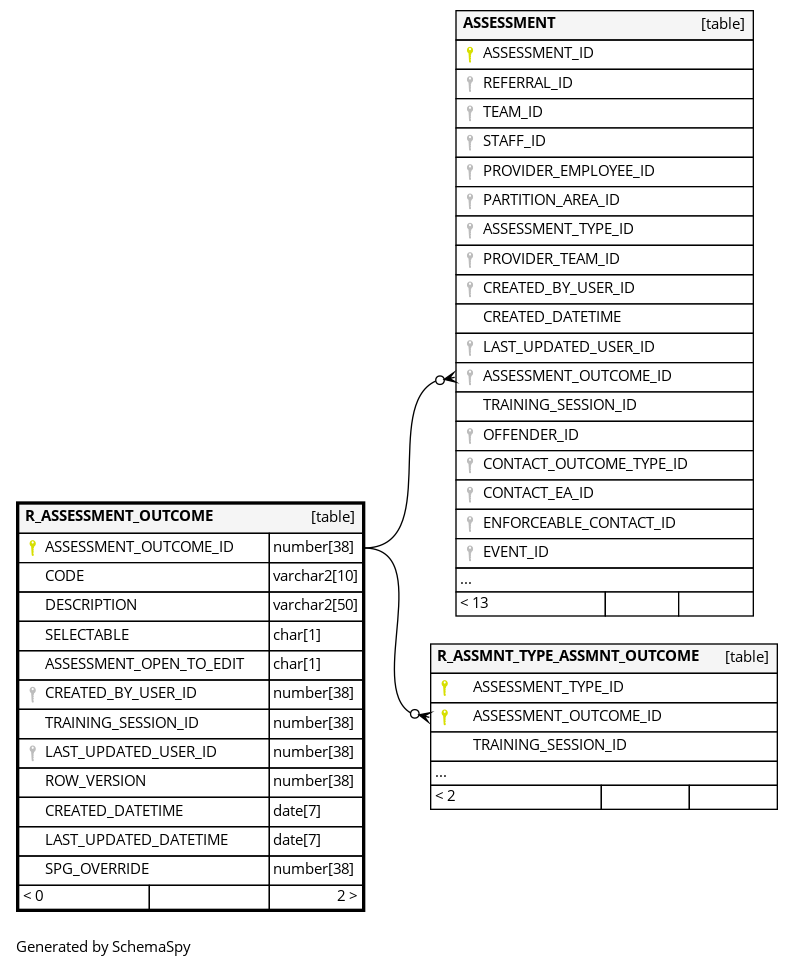 ASSESSMENT [table]
ASSESSMENT_ID
REFERRAL_ID
TEAM_ID
STAFF_ID
PROVIDER_EMPLOYEE_ID
PARTITION_AREA_ID
ASSESSMENT_TYPE_ID
PROVIDER_TEAM_ID
CREATED_BY_USER_ID
CREATED_DATETIME
LAST_UPDATED_USER_ID
ASSESSMENT_OUTCOME_ID
TRAINING_SESSION_ID
OFFENDER_ID
CONTACT_OUTCOME_TYPE_ID
CONTACT_EA_ID
ENFORCEABLE_CONTACT_ID
EVENT_ID
...
< 13
R_ASSESSMENT_OUTCOME [table]
ASSESSMENT_OUTCOME_ID number[38]
CODE varchar2[10]
DESCRIPTION varchar2[50]
SELECTABLE char[1]
ASSESSMENT_OPEN_TO_EDIT char[1]
CREATED_BY_USER_ID number[38]
TRAINING_SESSION_ID number[38]
LAST_UPDATED_USER_ID number[38]
ROW_VERSION number[38]
CREATED_DATETIME date[7]
LAST_UPDATED_DATETIME date[7]
SPG_OVERRIDE number[38]
< 0 2 >
R_ASSMNT_TYPE_ASSMNT_OUTCOME [table]
ASSESSMENT_TYPE_ID
ASSESSMENT_OUTCOME_ID
TRAINING_SESSION_ID
...
< 2
Generated by SchemaSpy